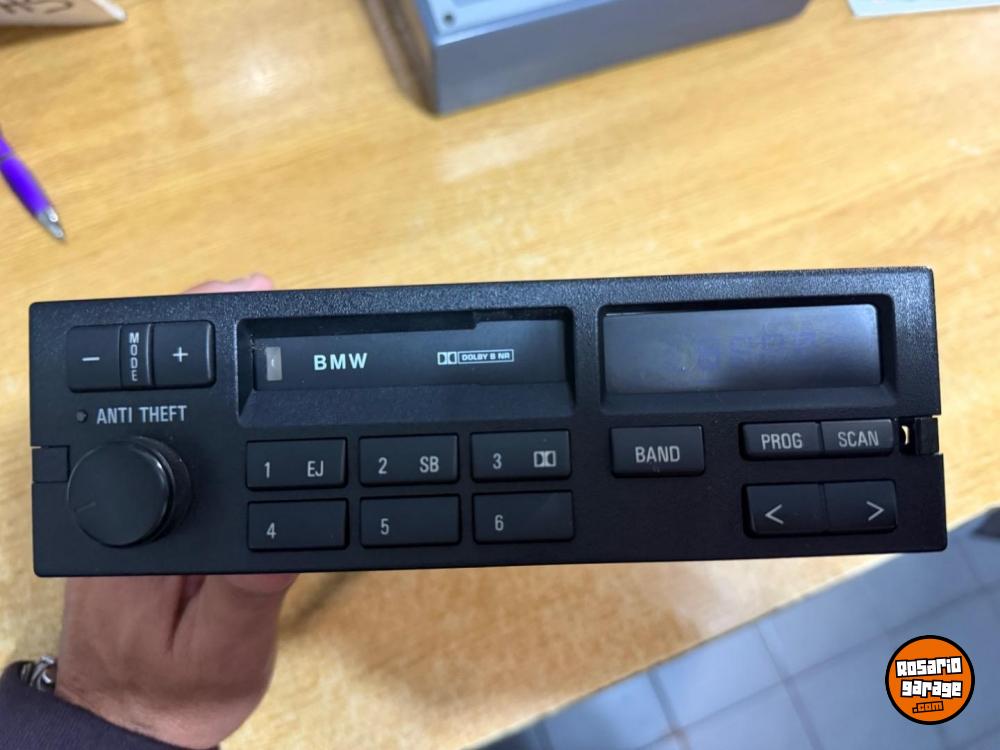 − MODE +
BMW
DOLBY B NR
ANTI THEFT
1 EJ
2 SB
3
BAND
PROG
SCAN
4
5
6
< >
Rosario
garage
.com